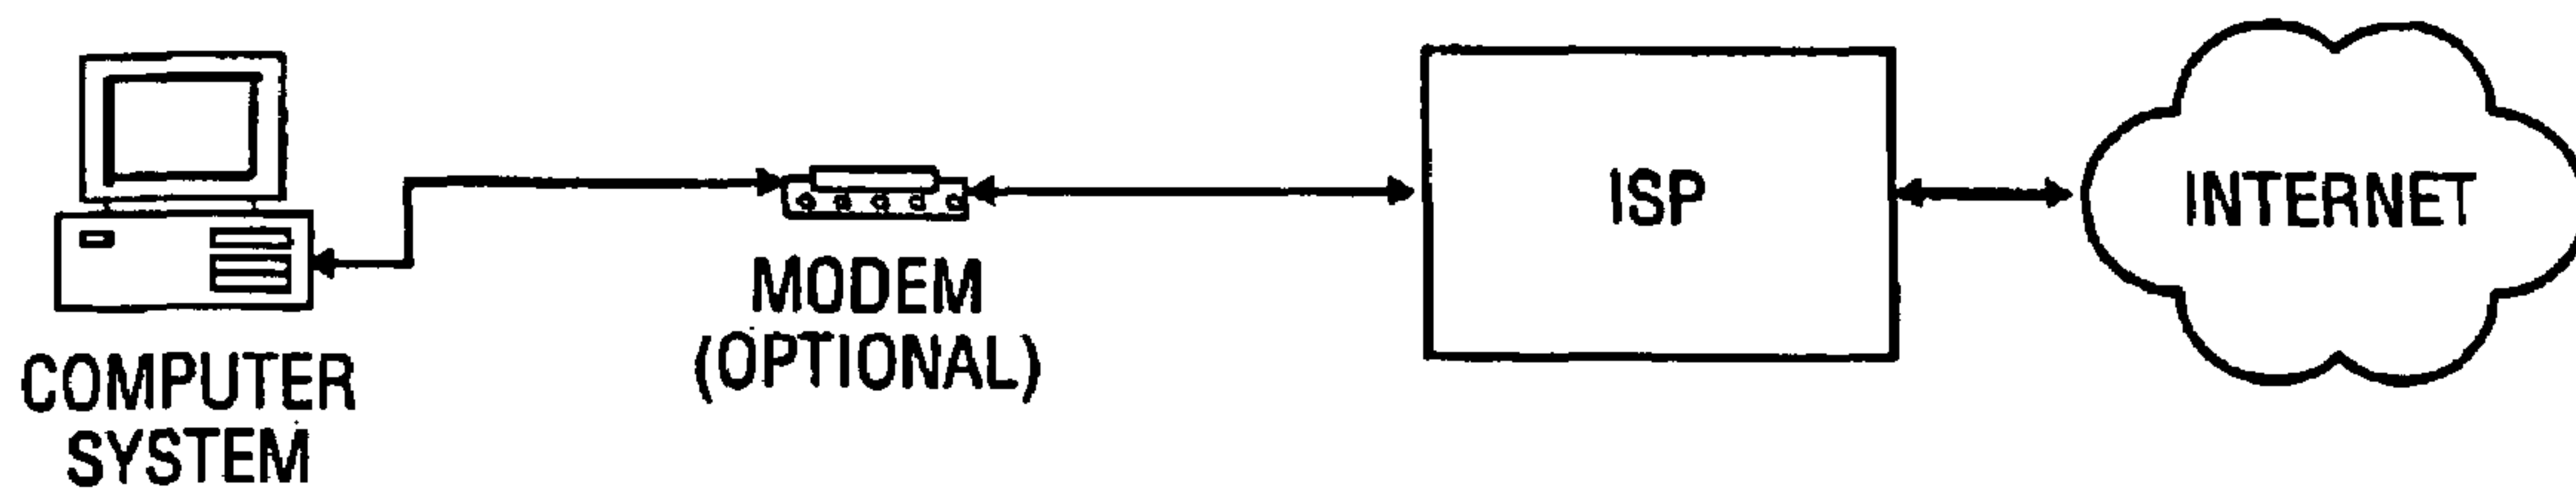 COMPUTER
SYSTEM
MODEM
(OPTIONAL)
ISP
INTERNET